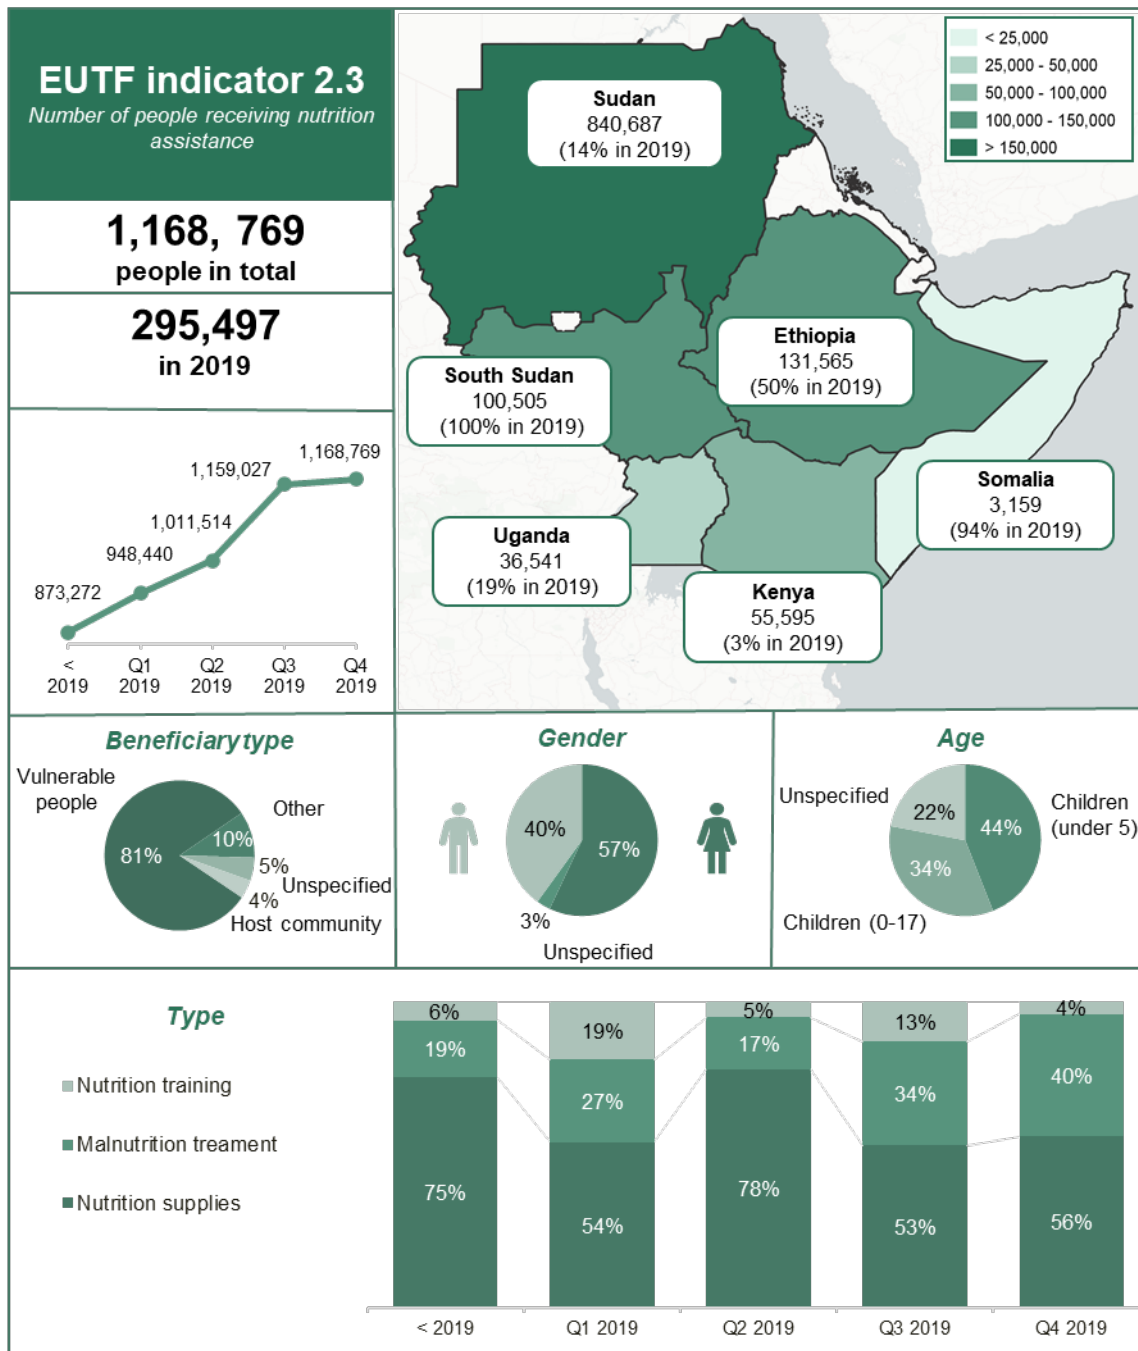 EUTF indicator 2.3
Number of people receiving nutrition
assistance
1,168, 769
people in total
295,497
in 2019
873,272
948,440
1,011,514
1,159,027
1,168,769
<
2019
Q1
2019
Q2
2019
Q3
2019
Q4
2019
< 25,000
25,000 - 50,000
50,000 - 100,000
100,000 - 150,000
> 150,000
Sudan
840,687
(14% in 2019)
Ethiopia
131,565
(50% in 2019)
South Sudan
100,505
(100% in 2019)
Somalia
3,159
(94% in 2019)
Uganda
36,541
(19% in 2019)
Kenya
55,595
(3% in 2019)
Beneficiary type
Vulnerable
people
81%
Other
10%
5%
Unspecified
4%
Host community
Gender
40%
57%
3%
Unspecified
Age
Unspecified
22%
44%
Children
(under 5)
34%
Children (0-17)
Type
Nutrition training
Malnutrition treament
Nutrition supplies
6%
19%
5%
13%
4%
19%
27%
17%
34%
40%
75%
54%
78%
53%
56%
< 2019
Q1 2019
Q2 2019
Q3 2019
Q4 2019